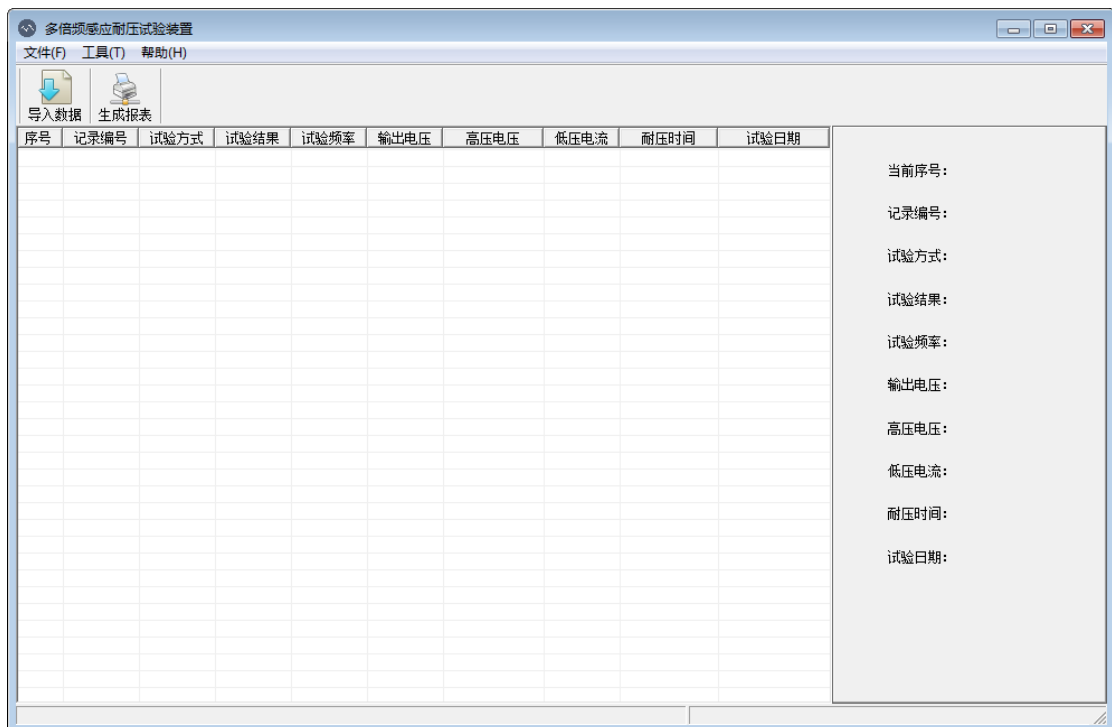 多倍频感应耐压试验装置
文件(F) 工具(T) 帮助(H)
导入数据 生成报表
序号 记录编号 试验方式 试验结果 试验频率 输出电压 高压电压 低压电流 耐压时间 试验日期
当前序号：
记录编号：
试验方式：
试验结果：
试验频率：
输出电压：
高压电压：
低压电流：
耐压时间：
试验日期：